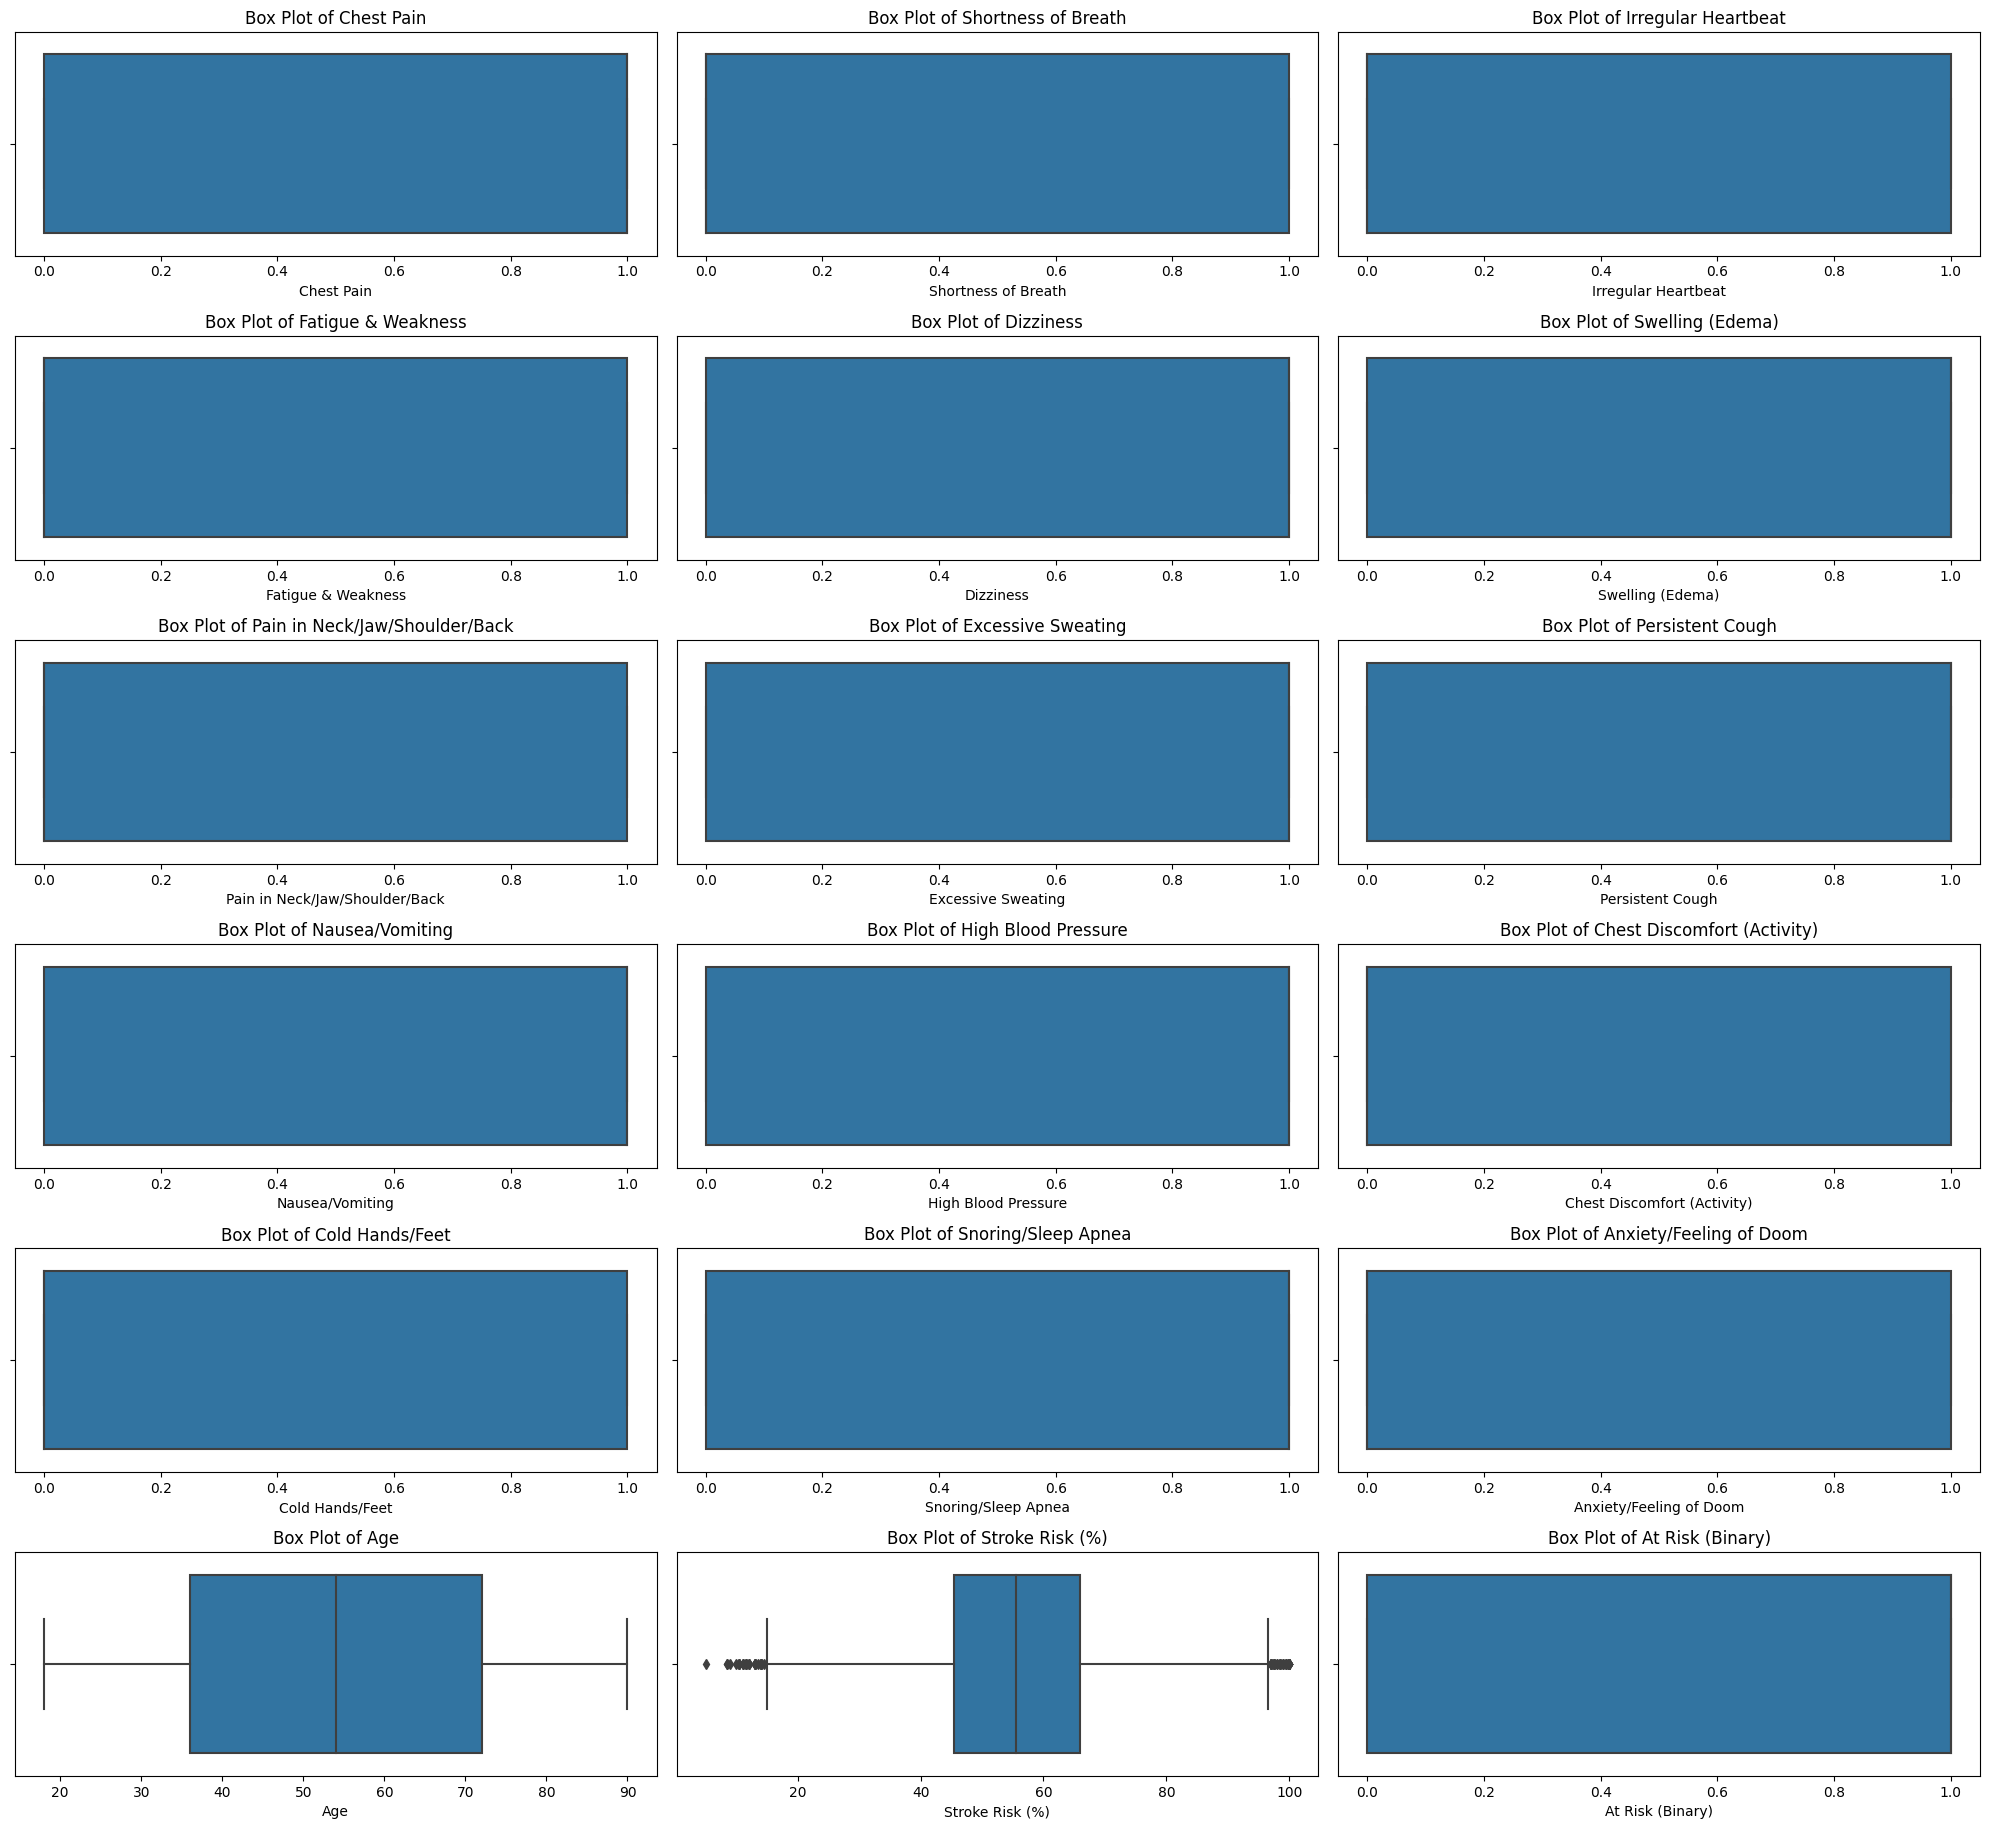 Box Plot of Chest Pain
Box Plot of Shortness of Breath
Box Plot of Irregular Heartbeat
0.0 0.2 0.4 0.6 0.8 1.0
0.0 0.2 0.4 0.6 0.8 1.0
0.0 0.2 0.4 0.6 0.8 1.0
Chest Pain
Shortness of Breath
Irregular Heartbeat
Box Plot of Fatigue & Weakness
Box Plot of Dizziness
Box Plot of Swelling (Edema)
0.0 0.2 0.4 0.6 0.8 1.0
0.0 0.2 0.4 0.6 0.8 1.0
0.0 0.2 0.4 0.6 0.8 1.0
Fatigue & Weakness
Dizziness
Swelling (Edema)
Box Plot of Pain in Neck/Jaw/Shoulder/Back
Box Plot of Excessive Sweating
Box Plot of Persistent Cough
0.0 0.2 0.4 0.6 0.8 1.0
0.0 0.2 0.4 0.6 0.8 1.0
0.0 0.2 0.4 0.6 0.8 1.0
Pain in Neck/Jaw/Shoulder/Back
Excessive Sweating
Persistent Cough
Box Plot of Nausea/Vomiting
Box Plot of High Blood Pressure
Box Plot of Chest Discomfort (Activity)
0.0 0.2 0.4 0.6 0.8 1.0
0.0 0.2 0.4 0.6 0.8 1.0
0.0 0.2 0.4 0.6 0.8 1.0
Nausea/Vomiting
High Blood Pressure
Chest Discomfort (Activity)
Box Plot of Cold Hands/Feet
Box Plot of Snoring/Sleep Apnea
Box Plot of Anxiety/Feeling of Doom
0.0 0.2 0.4 0.6 0.8 1.0
0.0 0.2 0.4 0.6 0.8 1.0
0.0 0.2 0.4 0.6 0.8 1.0
Cold Hands/Feet
Snoring/Sleep Apnea
Anxiety/Feeling of Doom
Box Plot of Age
Box Plot of Stroke Risk (%)
Box Plot of At Risk (Binary)
20 30 40 50 60 70 80 90
20 40 60 80 100
0.0 0.2 0.4 0.6 0.8 1.0
Age
Stroke Risk (%)
At Risk (Binary)